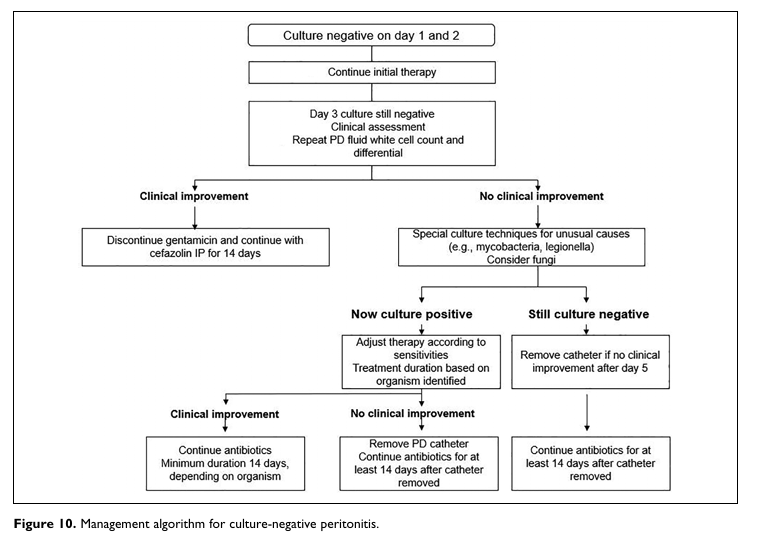 Culture negative on day 1 and 2
Continue initial therapy
Day 3 culture still negative
Clinical assessment
Repeat PD fluid white cell count and
differential
Clinical improvement
No clinical improvement
Discontinue gentamicin and continue with
cefazolin IP for 14 days
Special culture techniques for unusual causes
(e.g., mycobacteria, legionella)
Consider fungi
Now culture positive
Still culture negative
Adjust therapy according to
sensitivities
Treatment duration based on
organism identified
Remove catheter if no clinical
improvement after day 5
Clinical improvement
No clinical improvement
Continue antibiotics
Minimum duration 14 days,
depending on organism
Remove PD catheter
Continue antibiotics for at
least 14 days after catheter
removed
Continue antibiotics for at
least 14 days after catheter
removed
Figure 10. Management algorithm for culture-negative peritonitis.